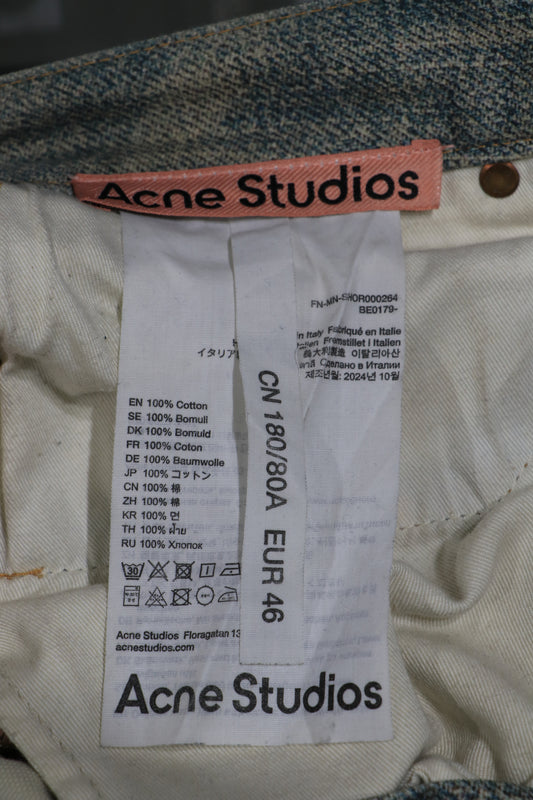 Acne Studios
FN-MN-SHOR000264
BE0179-
in Italy Fabriqué en Italie
Fremstillet i Italien
イタリア
義大利製造 이탈리아산
Сделано в Италии
제조년월: 2024년 10월
CN 180/80A EUR 46
EN 100% Cotton
SE 100% Bomull
DK 100% Bomuld
FR 100% Coton
DE 100% Baumwolle
JP 100% コットン
CN 100% 棉
ZH 100% 棉
KR 100% 면
TH 100% ฝ้าย
RU 100% Хлопок
30
Acne Studios Floragatan 13
acnestudios.com
Acne Studios